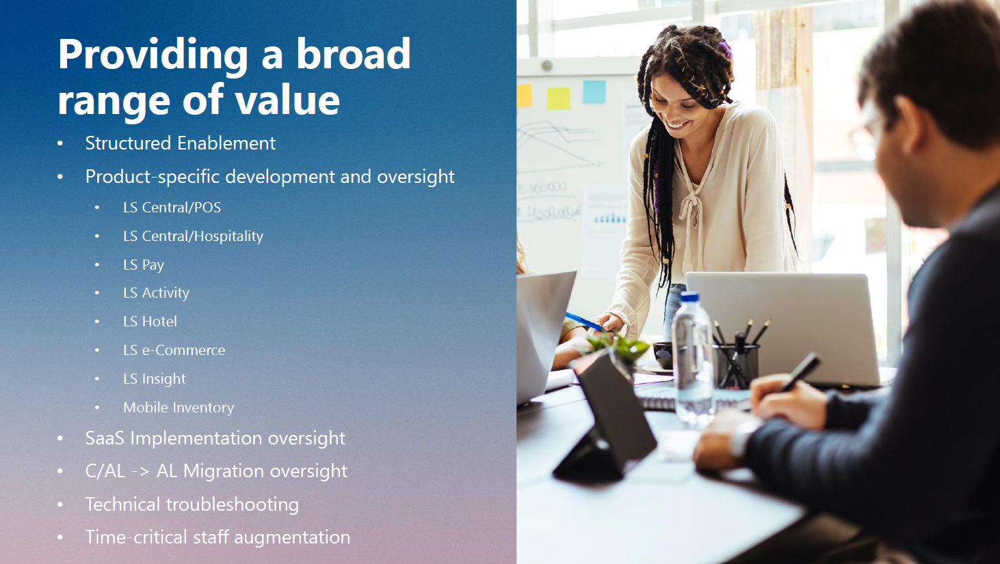 Providing a broad
range of value
• Structured Enablement
• Product-specific development and oversight
• LS Central/POS
• LS Central/Hospitality
• LS Pay
• LS Activity
• LS Hotel
• LS e-Commerce
• LS Insight
• Mobile Inventory
• SaaS Implementation oversight
• C/AL -> AL Migration oversight
• Technical troubleshooting
• Time-critical staff augmentation